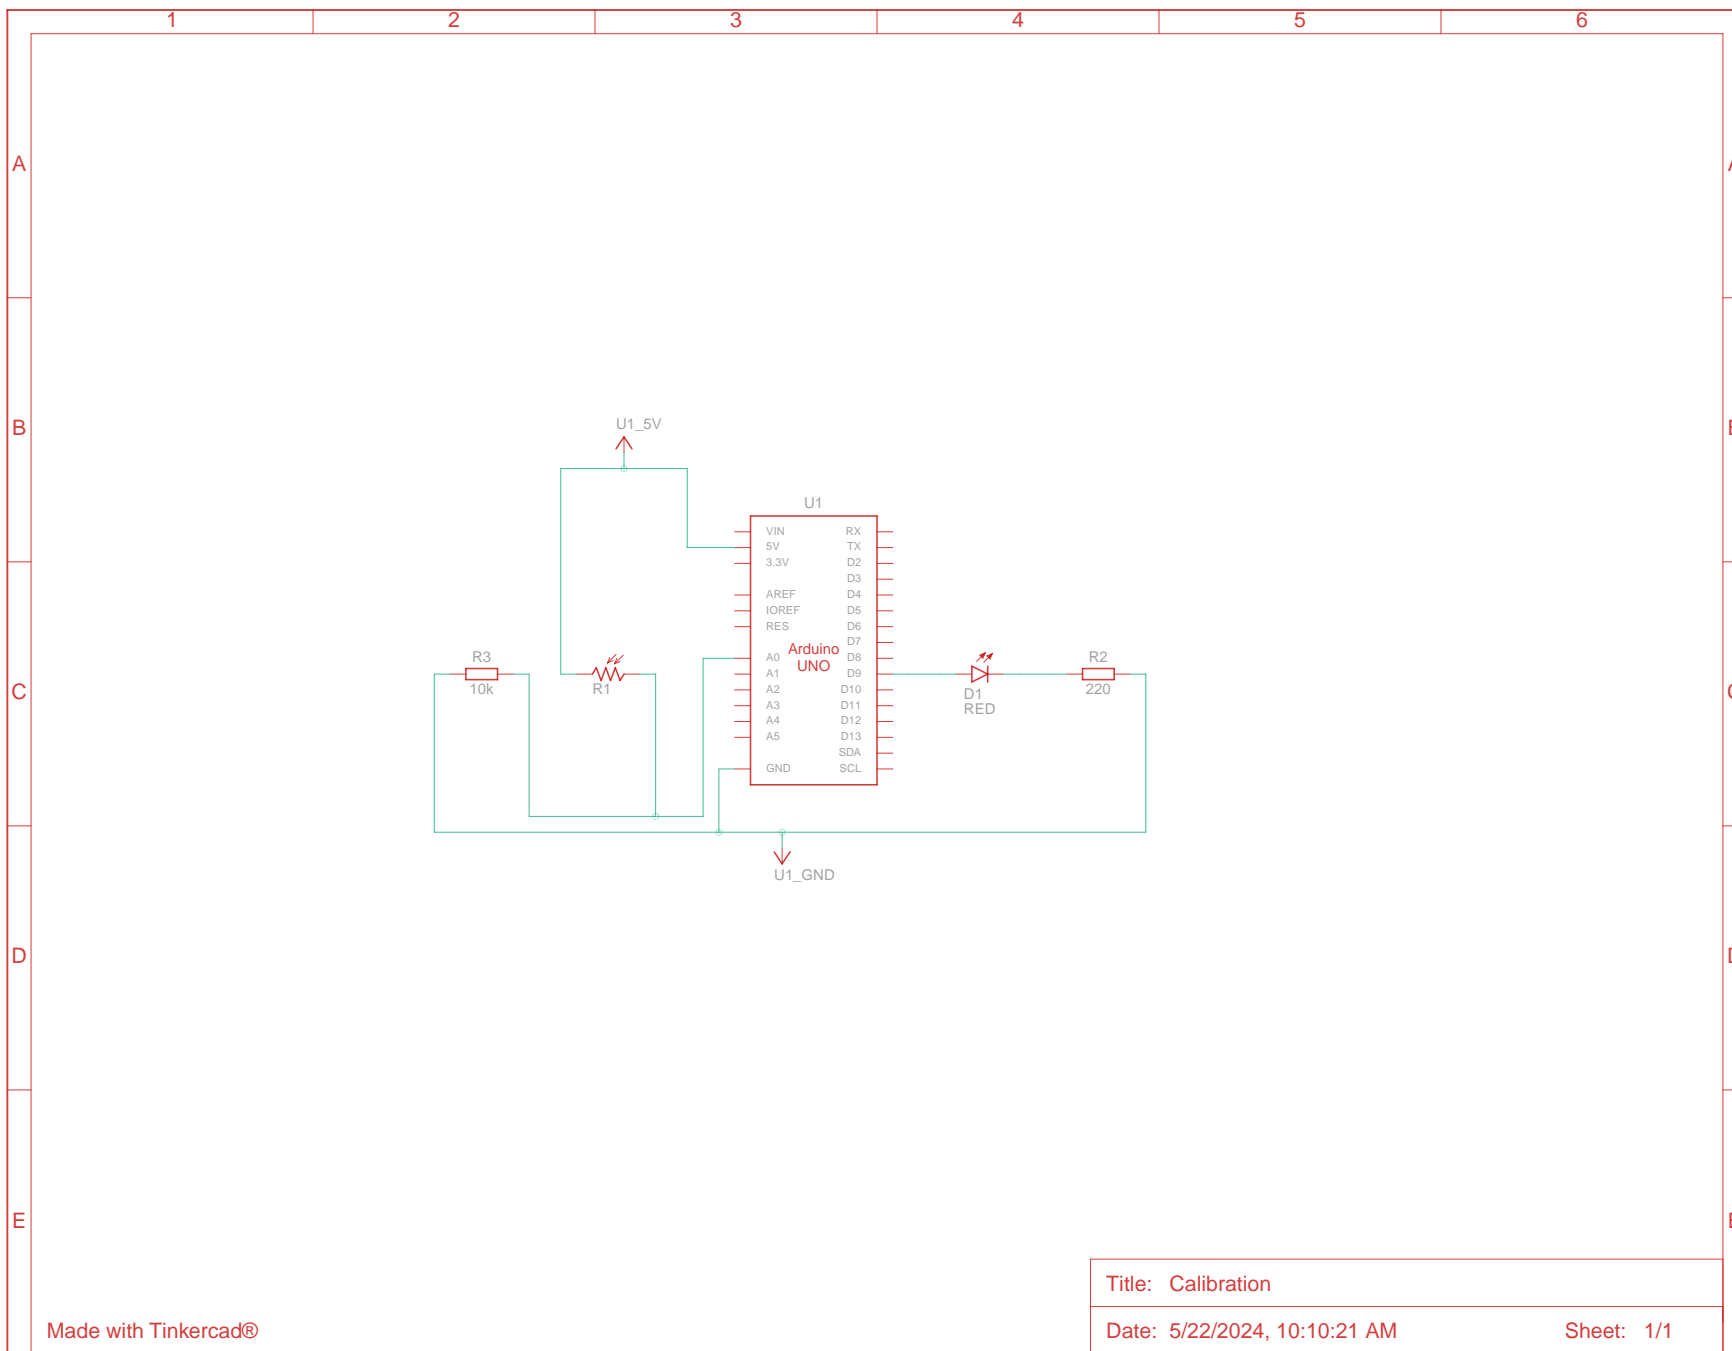 1 2 3 4 5 6
A
B
C
D
E
U1_5V
U1
VIN RX
5V TX
3.3V D2
D3
AREF D4
IOREF D5
RES D6
D7
Arduino
UNO
A0 D8
A1 D9
A2 D10
A3 D11
A4 D12
A5 D13
SDA
GND SCL
R3
10k
R1
D1
RED
R2
220
U1_GND
Title: Calibration
Made with Tinkercad®
Date: 5/22/2024, 10:10:21 AM Sheet: 1/1